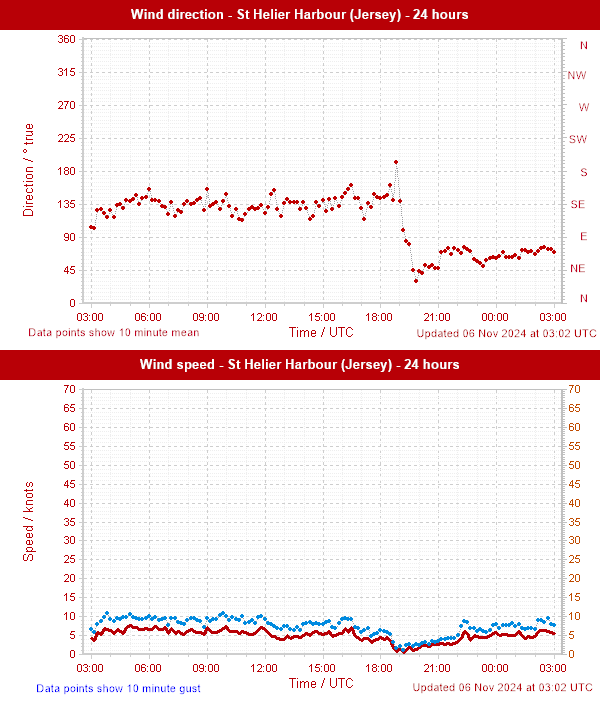 Wind direction - St Helier Harbour (Jersey) - 24 hours
360 N
315 NW
270 W
225 SW
180 S
135 SE
90 E
45 NE
0 N
Direction / ° true
03:00 06:00 09:00 12:00 15:00 18:00 21:00 00:00 03:00
Data points show 10 minute mean
Time / UTC
Updated 06 Nov 2024 at 03:02 UTC
Wind speed - St Helier Harbour (Jersey) - 24 hours
70 70
65 65
60 60
55 55
50 50
45 45
40 40
35 35
30 30
25 25
20 20
15 15
10 10
5 5
0 0
Speed / knots
03:00 06:00 09:00 12:00 15:00 18:00 21:00 00:00 03:00
Data points show 10 minute gust
Time / UTC
Updated 06 Nov 2024 at 03:02 UTC